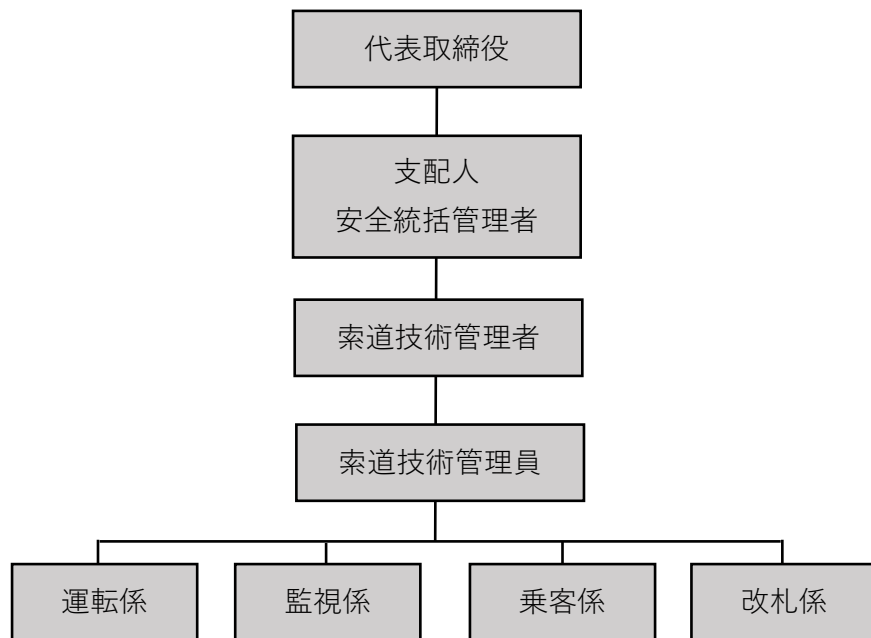 代表取締役
支配人
安全統括管理者
索道技術管理者
索道技術管理員
運転係
監視係
乗客係
改札係